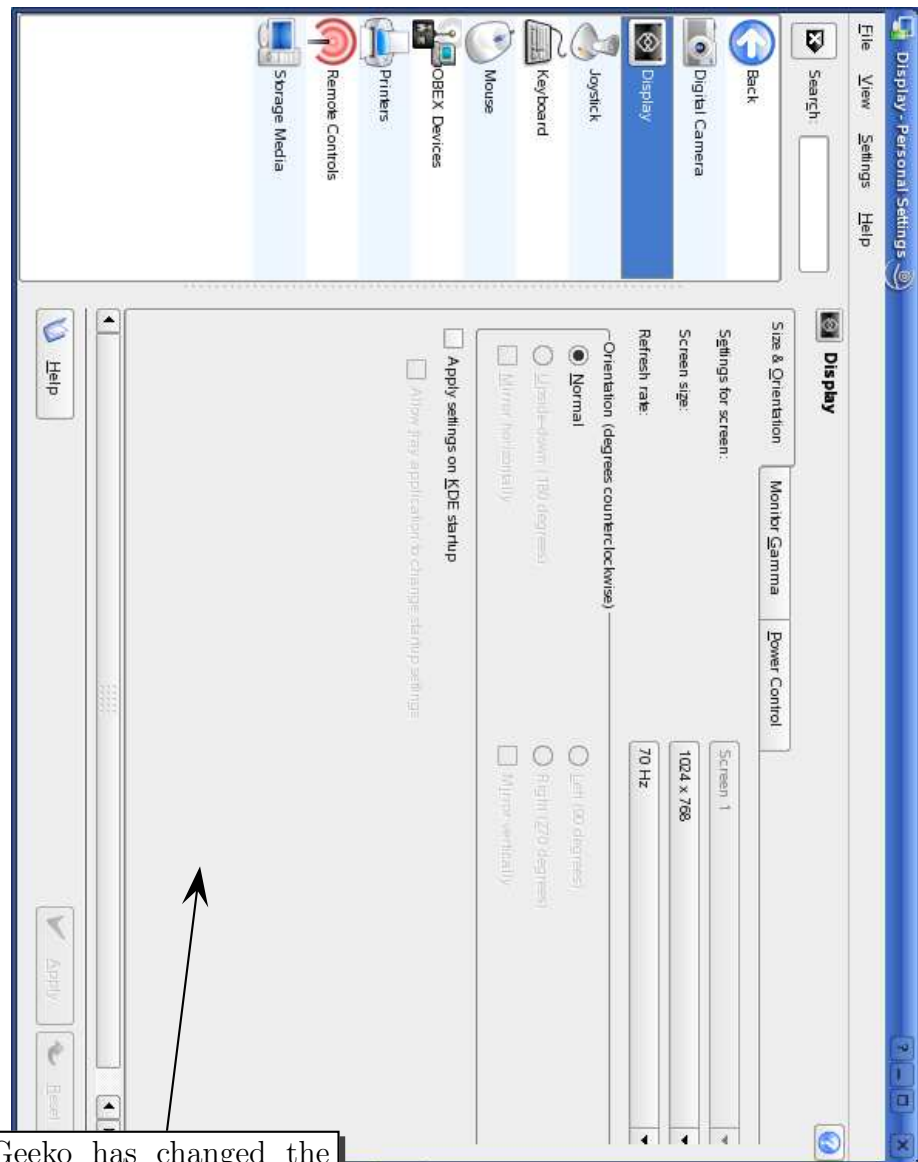 Display - Personal Settings
File View Settings Help
Search:
Back
Digital Camera
Display
Joystick
Keyboard
Mouse
OBEX Devices
Printers
Remote Controls
Storage Media
Display
Size & Orientation Monitor Gamma Power Control
Settings for screen: Screen 1
Screen size: 1024 x 768
Refresh rate: 70 Hz
Orientation (degrees counterclockwise)
Normal Left (90 degrees)
Upside-down (180 degrees) Right (270 degrees)
Mirror horizontally Mirror vertically
Apply settings on KDE startup
Allow tray application to change startup settings
Help Apply Reset
Geeko has changed the